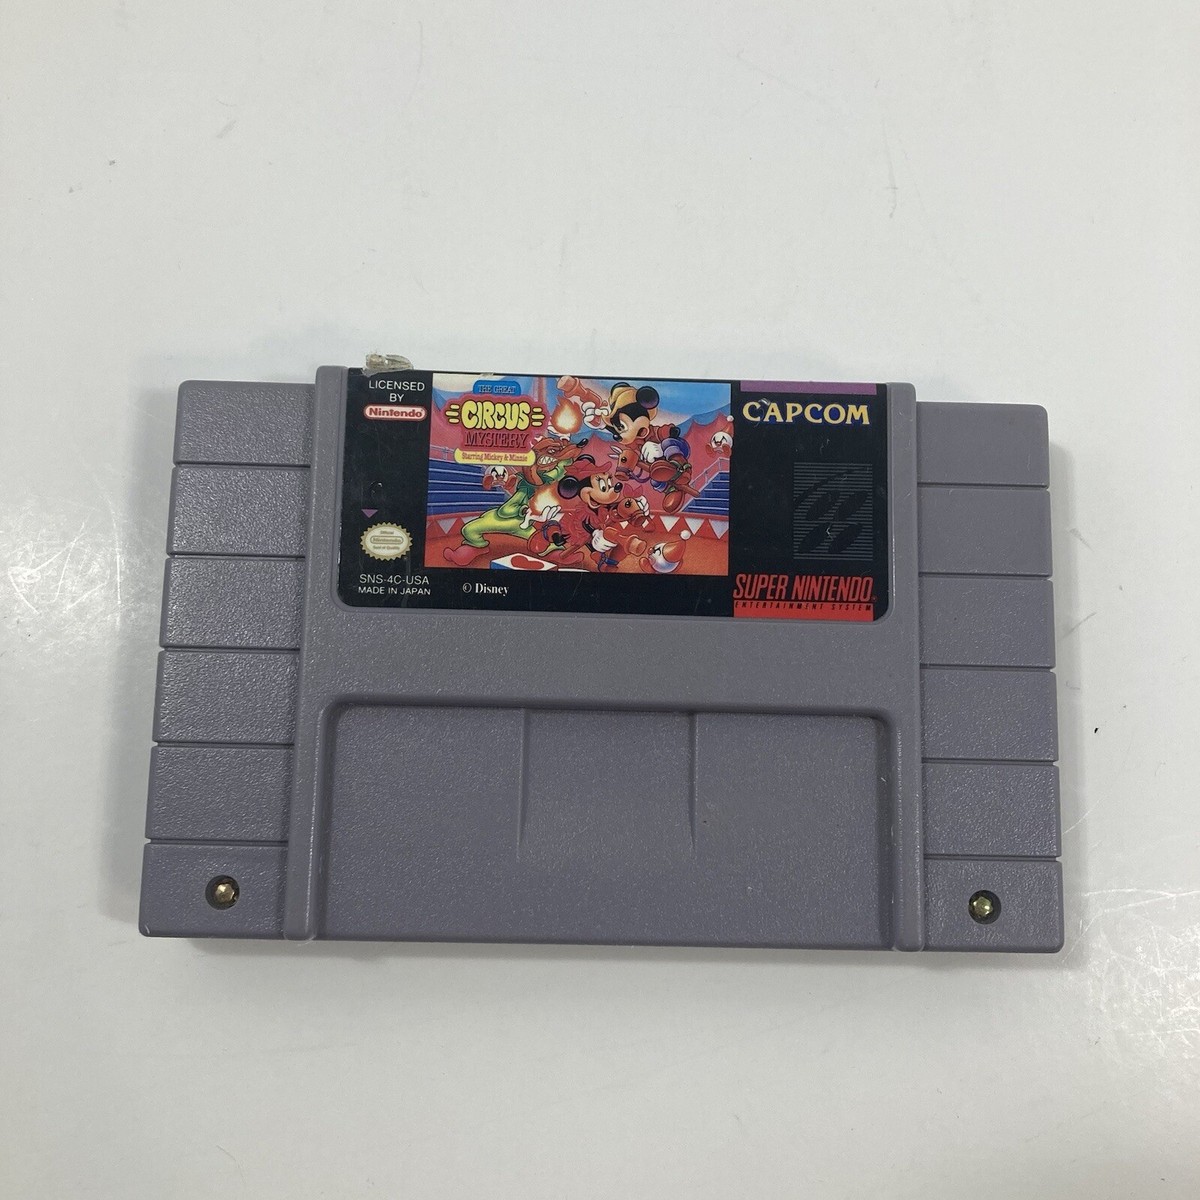 LICENSED
BY
Nintendo
THE GREAT
CIRCUS
MYSTERY
Starring Mickey & Minnie
CAPCOM
Nintendo
SNS-4C-USA
MADE IN JAPAN
© Disney
SUPER NINTENDO
ENTERTAINMENT SYSTEM